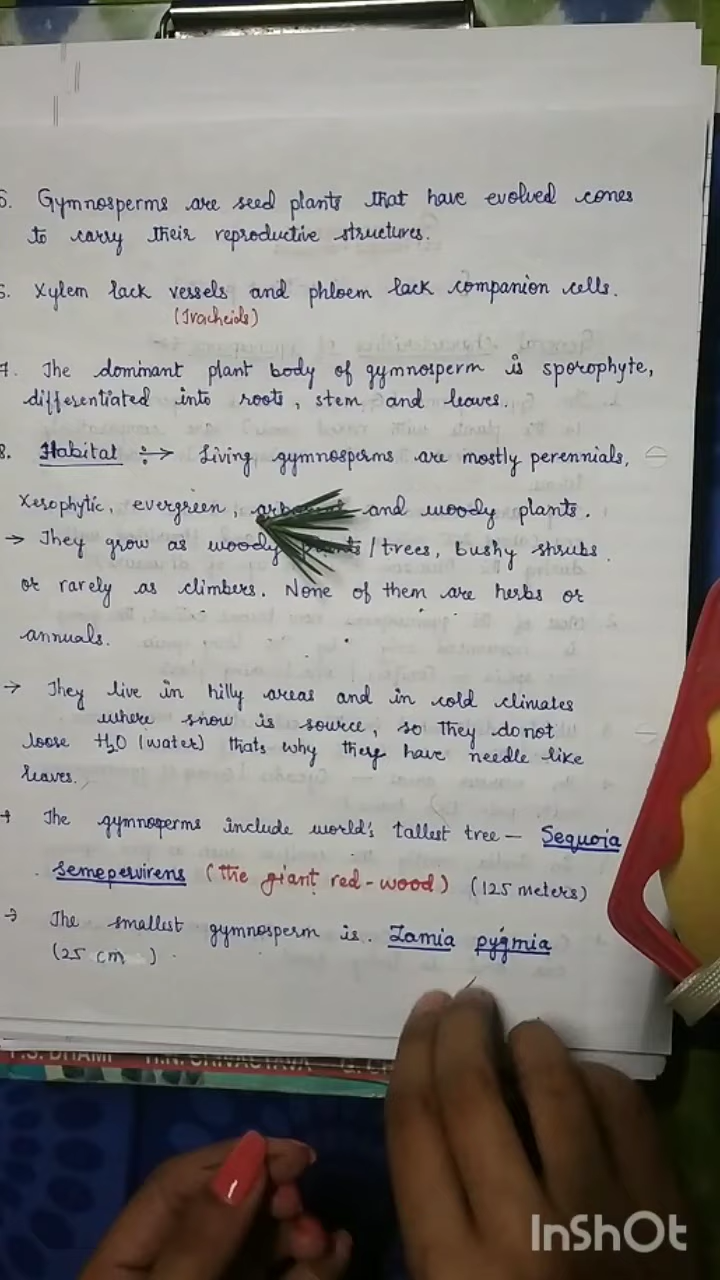 5. Gymnosperms are seed plants that have evolved cones
to carry their reproductive structures.
6. Xylem lack vessels and phloem lack companion cells.
(Tracheids)
7. The dominant plant body of gymnosperm is sporophyte,
differentiated into roots, stem and leaves.
8. Habitat ÷→ Living gymnosperms are mostly perennials,
Xerophytic, evergreen, and woody plants.
→ They grow as woody plants/trees, bushy shrubs
or rarely as climbers. None of them are herbs or
annuals.
→ They live in hilly areas and in cold climates
where snow is source, so they do not
loose H₂O (water) thats why they have needle like
leaves.
→ The gymnosperms include world's tallest tree — Sequoia
semepervirens (the giant red-wood) (125 meters)
→ The smallest gymnosperm is. Zamia pygmia
(25 cm ).
P.S. DHAMI
InShOt